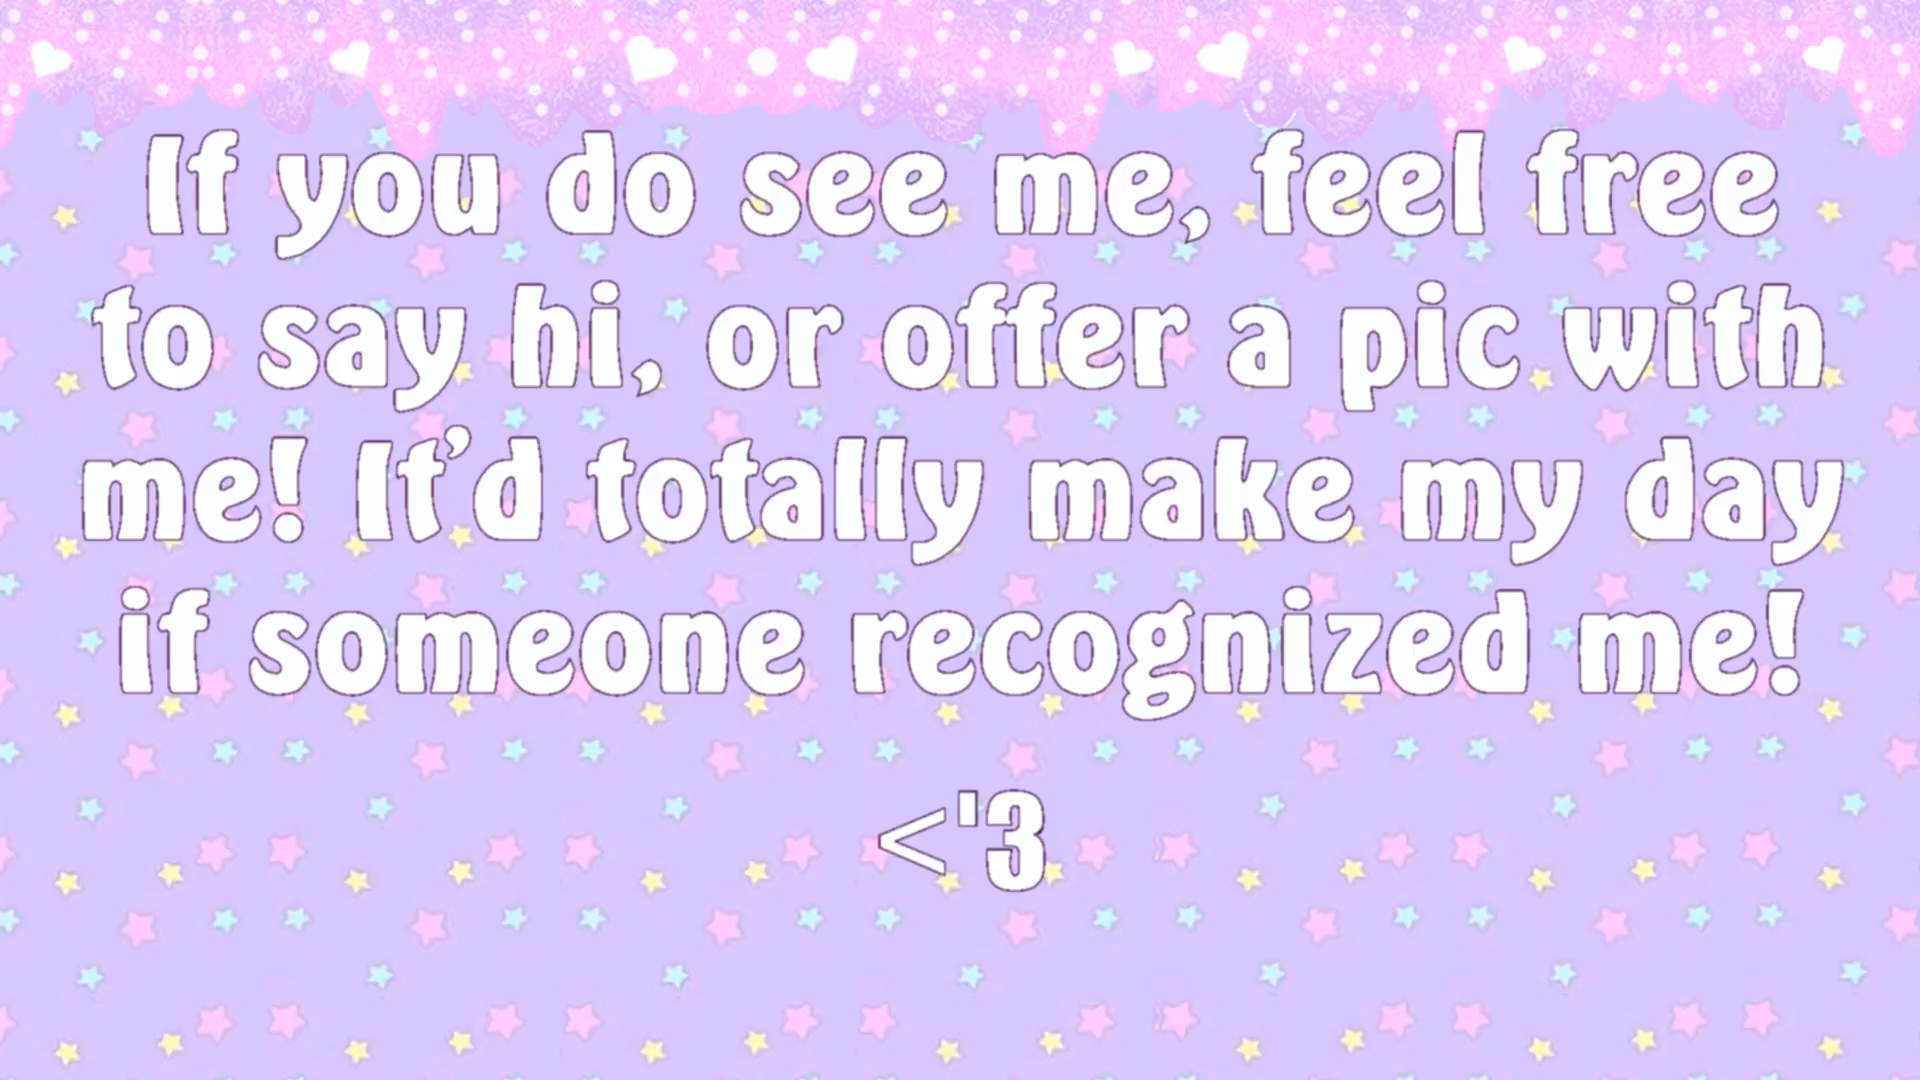 If you do see me, feel free
to say hi, or offer a pic with
me! It’d totally make my day
if someone recognized me!
<'3